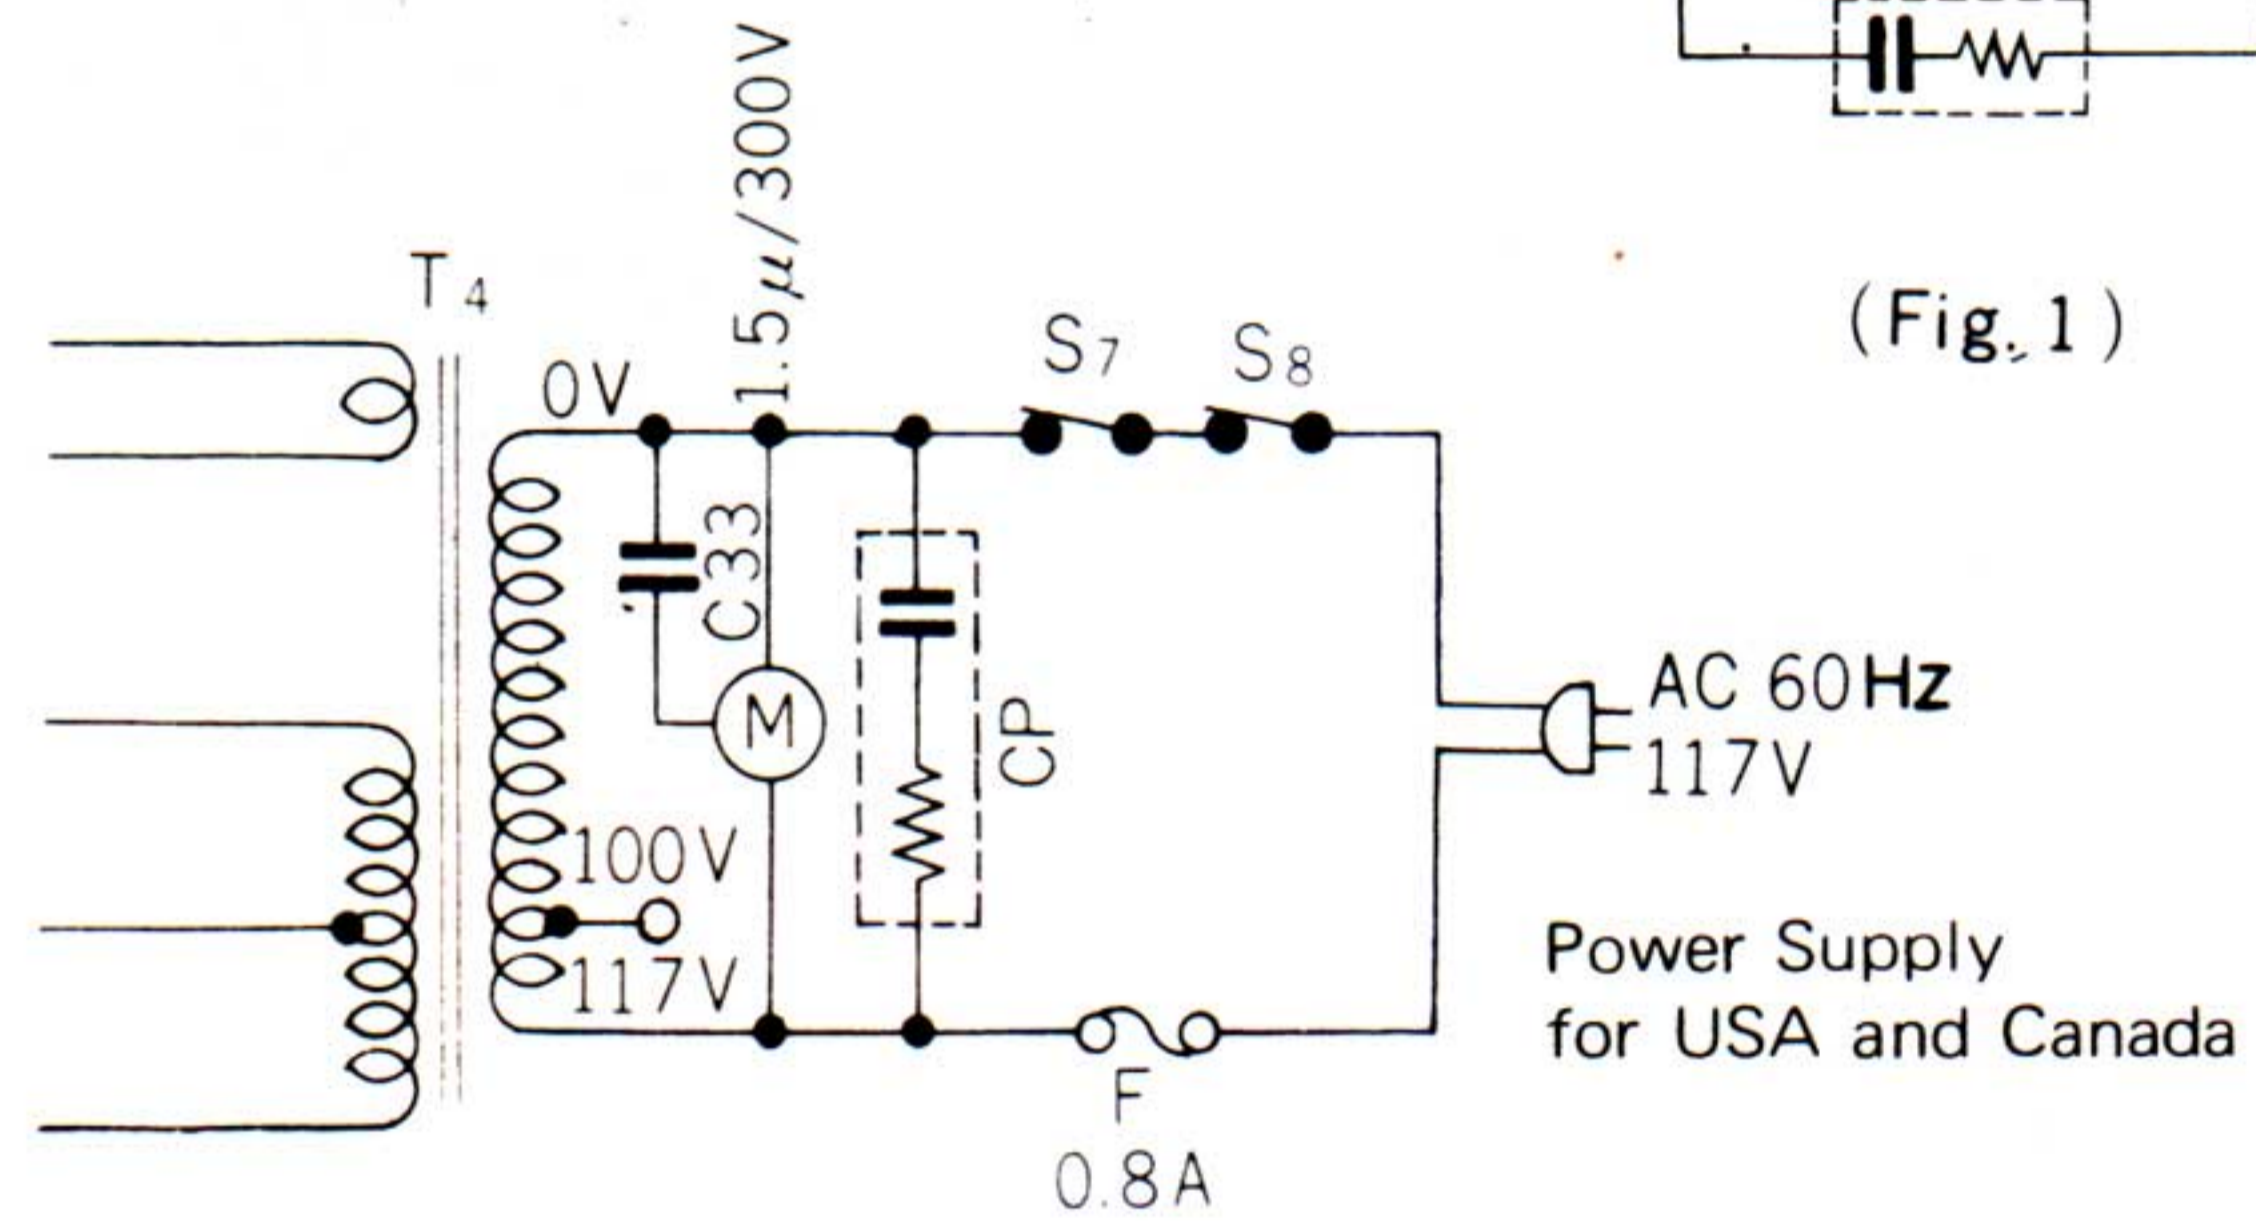 1.5μ/300V
(Fig. 1)
T4
0V
S7
S8
C33
M
CP
AC 60Hz
117V
100V
117V
Power Supply
for USA and Canada
F
0.8A